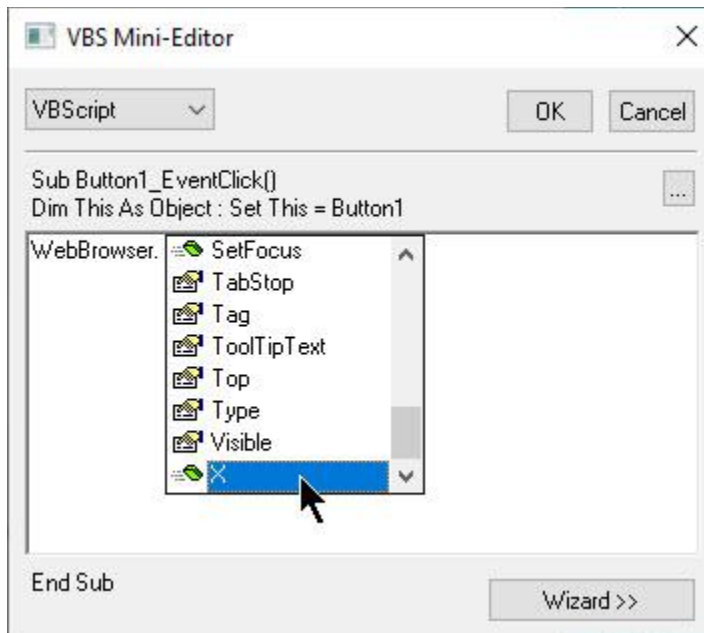 VBS Mini-Editor
VBScript
OK
Cancel
Sub Button1_EventClick()
Dim This As Object : Set This = Button1
...
WebBrowser.
SetFocus
TabStop
Tag
ToolTipText
Top
Type
Visible
X
End Sub
Wizard >>